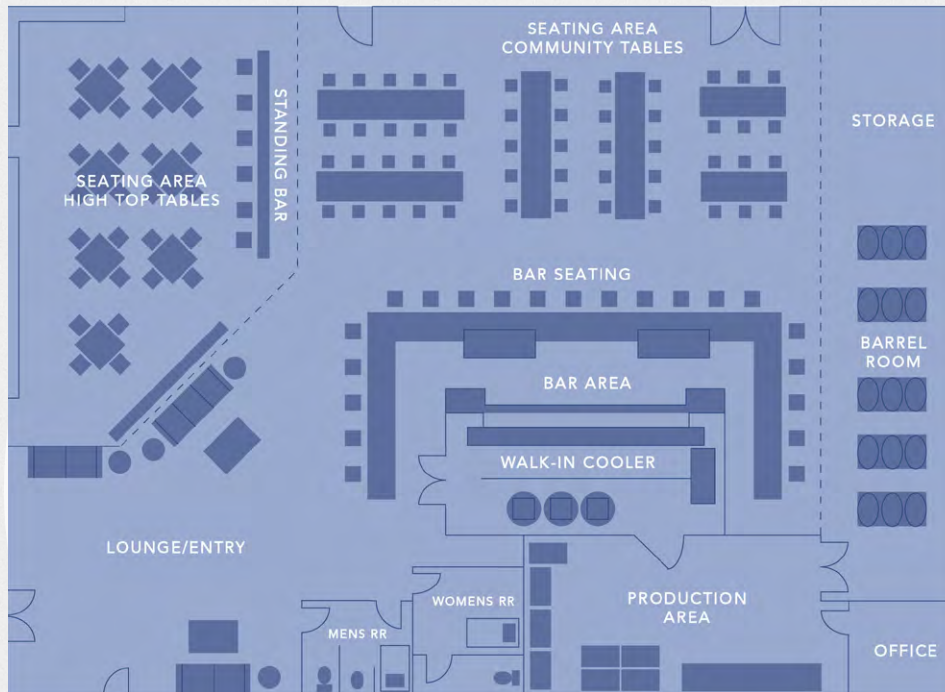 SEATING AREA
COMMUNITY TABLES
STANDING BAR
STORAGE
SEATING AREA
HIGH TOP TABLES
BAR SEATING
BARREL
ROOM
BAR AREA
WALK-IN COOLER
LOUNGE/ENTRY
WOMENS RR
PRODUCTION
AREA
MENS RR
OFFICE